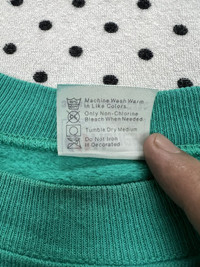 Machine Wash Warm
In Like Colors
Only Non-Chlorine
Bleach When Needed
Tumble Dry Medium
Do Not Iron
If Decorated